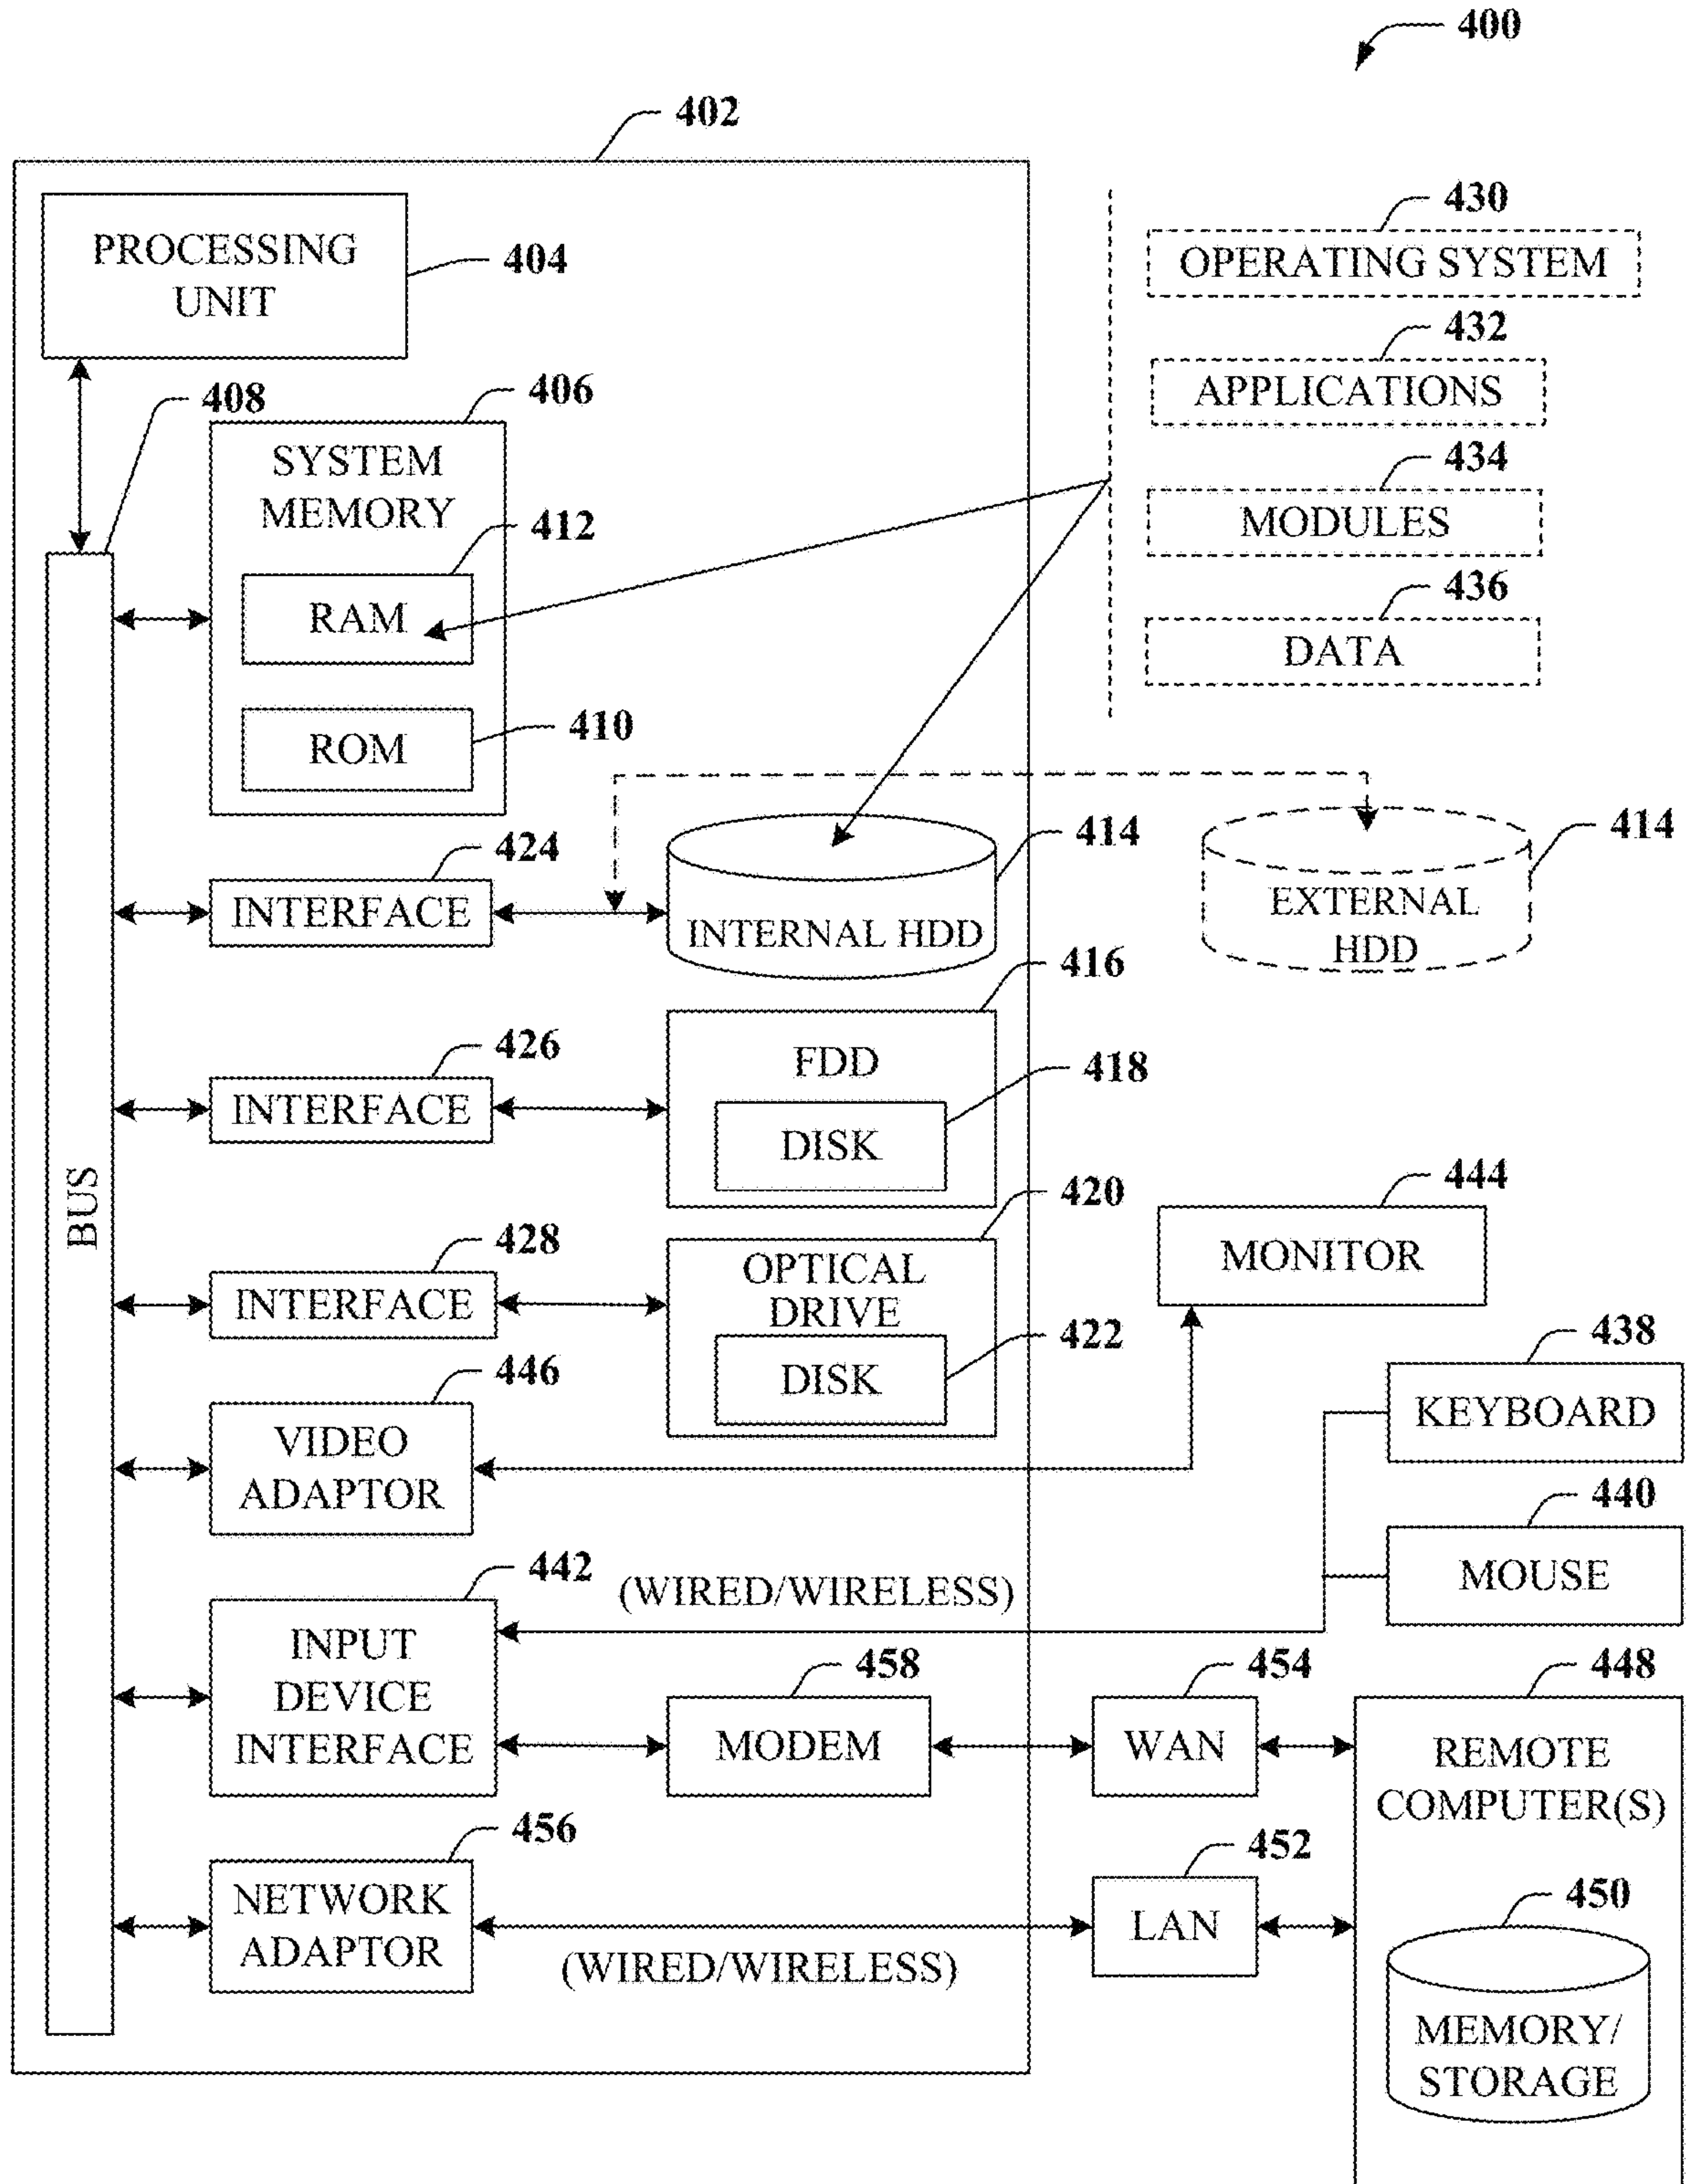 400
402
PROCESSING
UNIT
404
430
OPERATING SYSTEM
432
APPLICATIONS
434
MODULES
436
DATA
408
406
SYSTEM
MEMORY
412
RAM
410
ROM
424
INTERFACE
414
INTERNAL HDD
414
EXTERNAL
HDD
426
INTERFACE
416
FDD
418
DISK
BUS
428
INTERFACE
420
OPTICAL
DRIVE
422
DISK
444
MONITOR
446
VIDEO
ADAPTOR
438
KEYBOARD
440
MOUSE
442
INPUT
DEVICE
INTERFACE
(WIRED/WIRELESS)
458
MODEM
454
WAN
448
REMOTE
COMPUTER(S)
456
NETWORK
ADAPTOR
(WIRED/WIRELESS)
452
LAN
450
MEMORY/
STORAGE